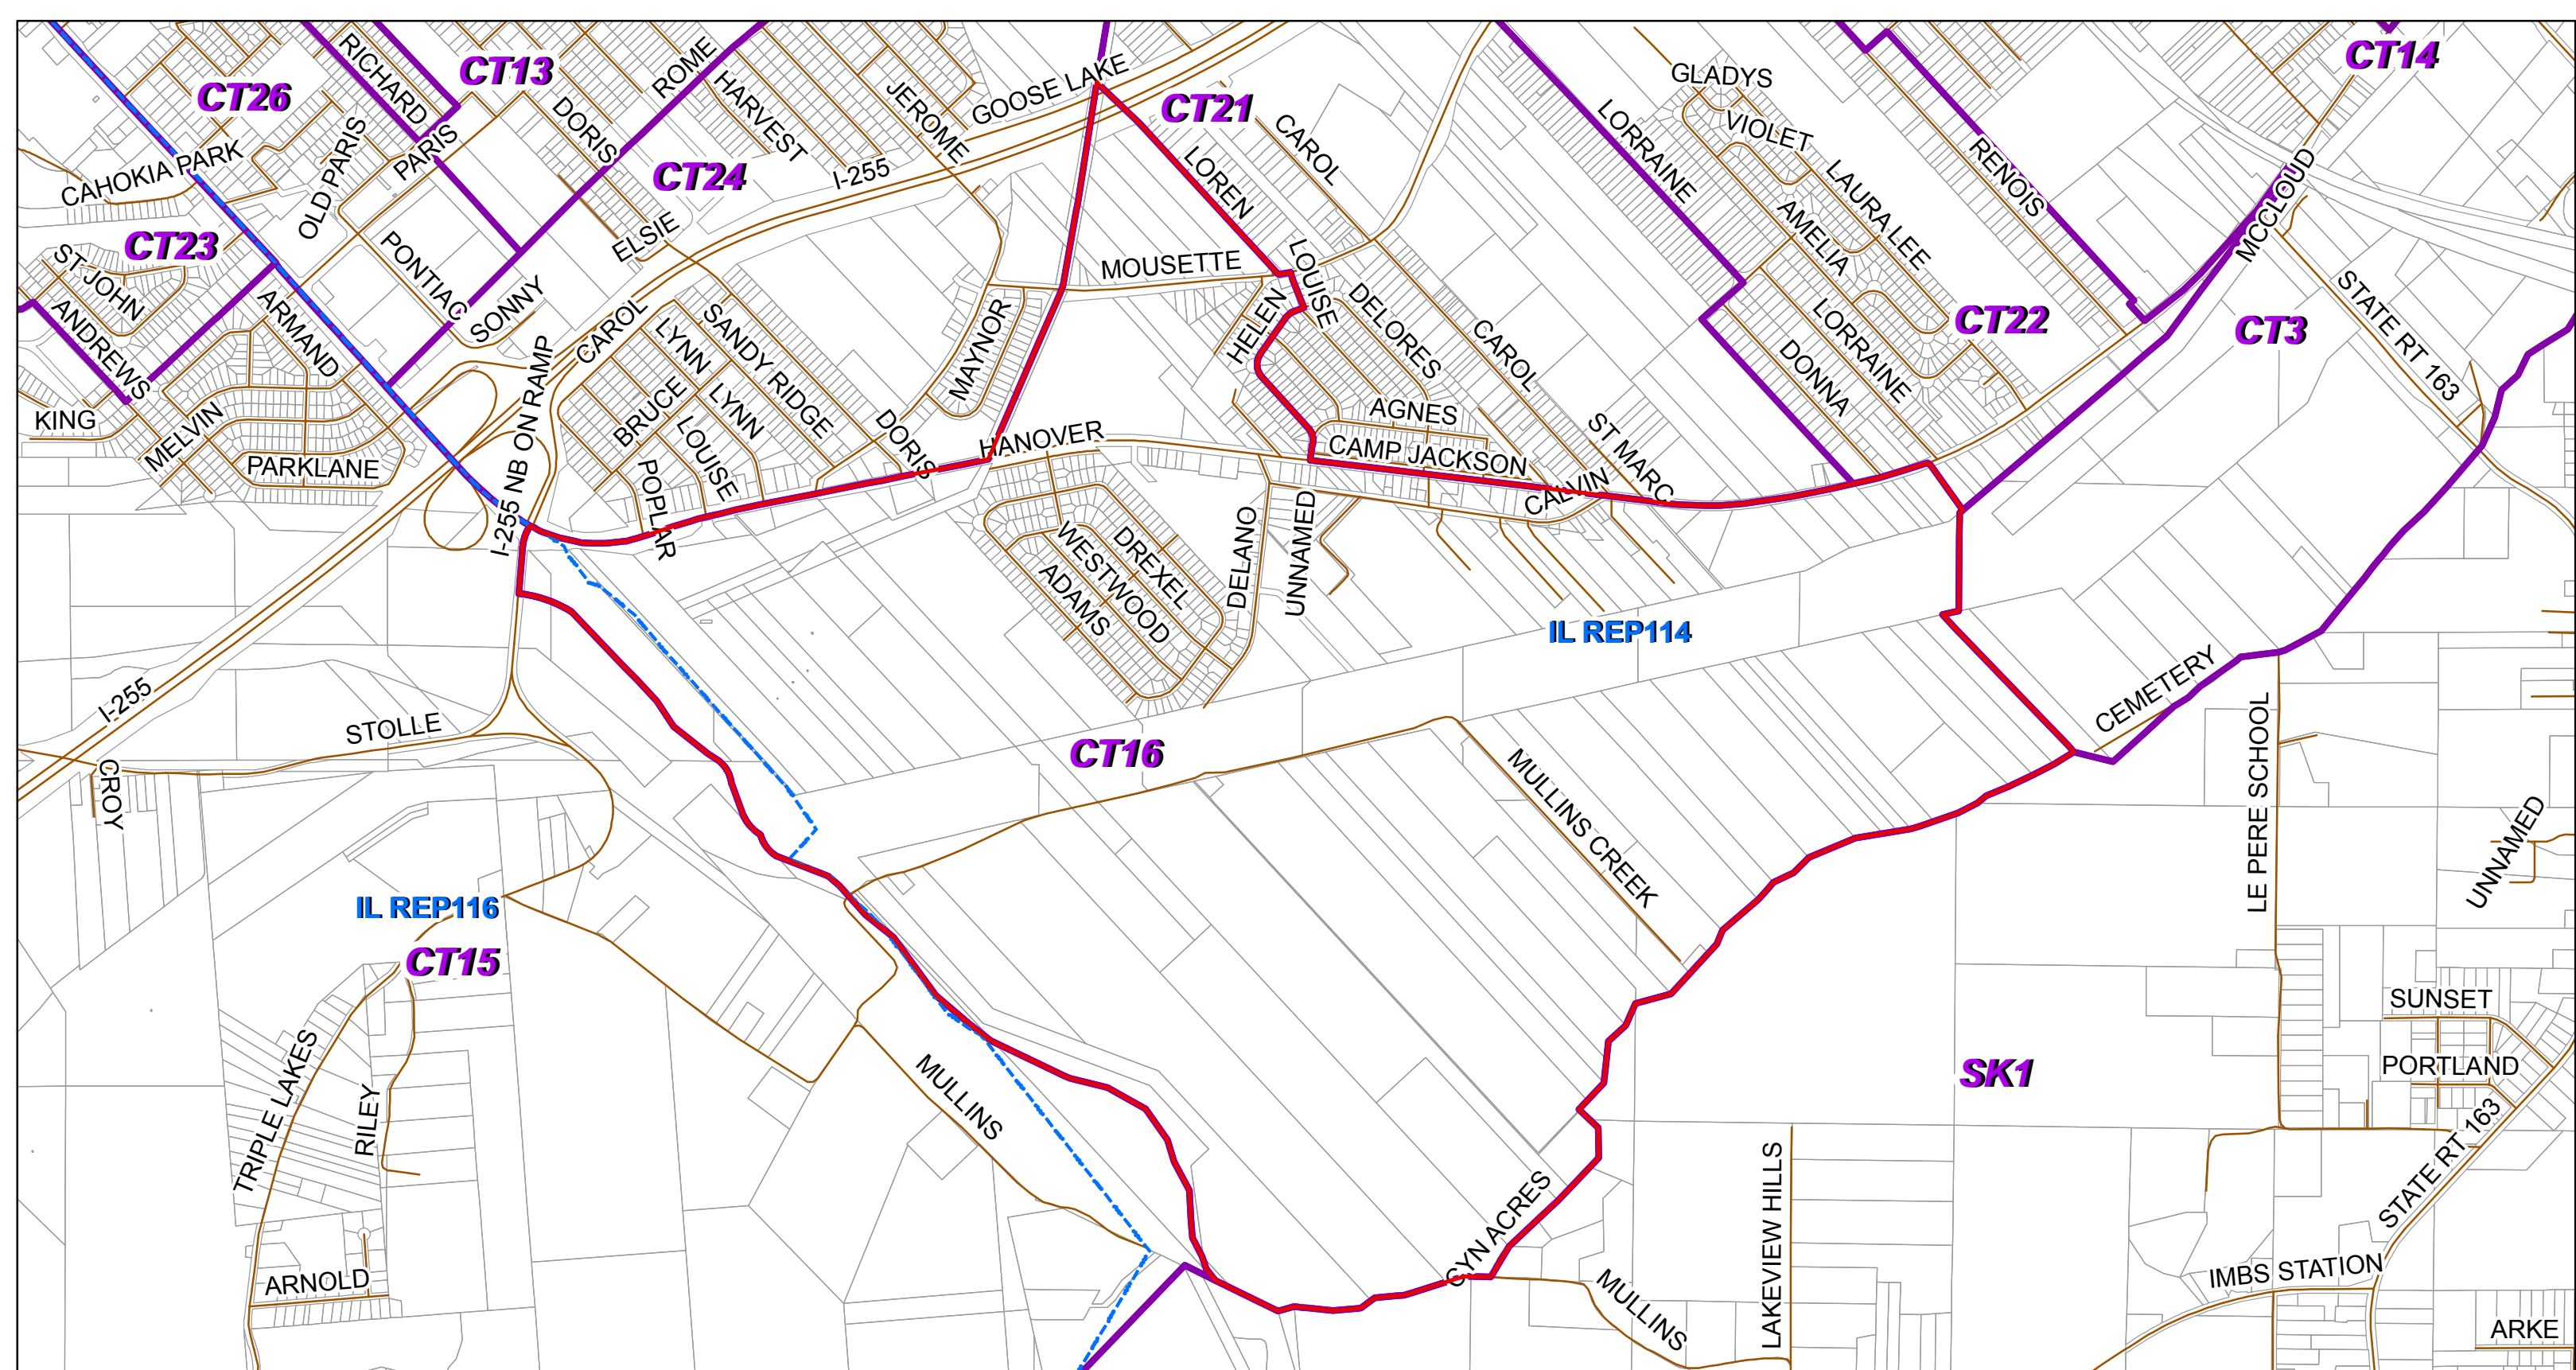 CT14
CT13
RICHARD
ROME
GOOSE LAKE
GLADYS
CT26
HARVEST
JEROME
CT21
DORIS
CAROL
LORRAINE
VIOLET
CAHOKIA PARK
OLD PARIS
PARIS
CT24
I-255
LOREN
LAURA LEE
RENOIS
MCCLOUD
CT23
ST JOHN
PONTIAC
ELSIE
MOUSETTE
LOUISE
AMELIA
STATE RT 163
ANDREWS
ARMAND
SONNY
CAROL
LYNN
SANDY RIDGE
MAYNOR
HELEN
DELORES
CAROL
LORRAINE
CT22
CT3
DONNA
KING
MELVIN
PARKLANE
I-255 NB ON RAMP
BRUCE
LYNN
LOUISE
POPLAR
DORIS
HANOVER
AGNES
CAMP JACKSON
ST MARC
CALVIN
DELANO
UNNAMED
DREXEL
WESTWOOD
ADAMS
IL REP114
I-255
STOLLE
CROY
CT16
CEMETERY
LE PERE SCHOOL
MULLINS CREEK
UNNAMED
IL REP116
CT15
SUNSET
PORTLAND
SK1
TRIPLE LAKES
RILEY
MULLINS
STATE RT 163
GYN ACRES
LAKEVIEW HILLS
ARNOLD
MULLINS
IMBS STATION
ARKE